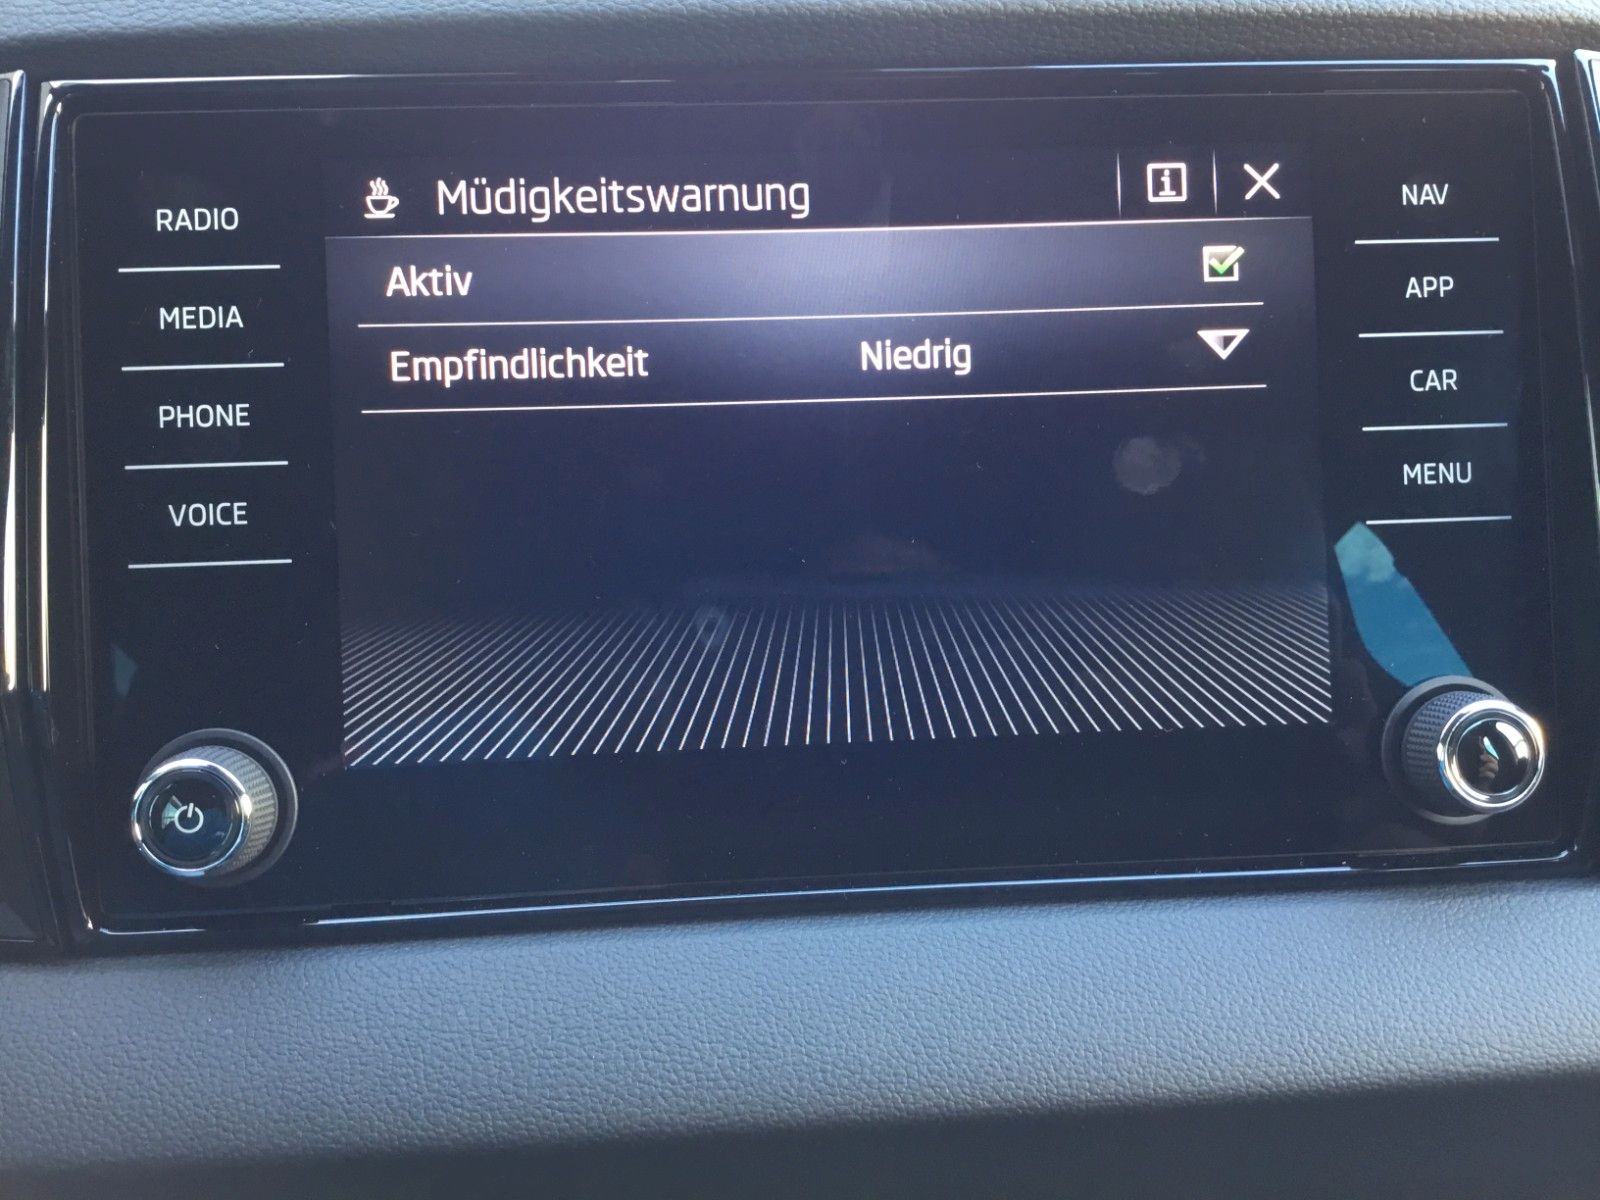 Müdigkeitswarnung
Aktiv
Empfindlichkeit Niedrig
RADIO
MEDIA
PHONE
VOICE
NAV
APP
CAR
MENU